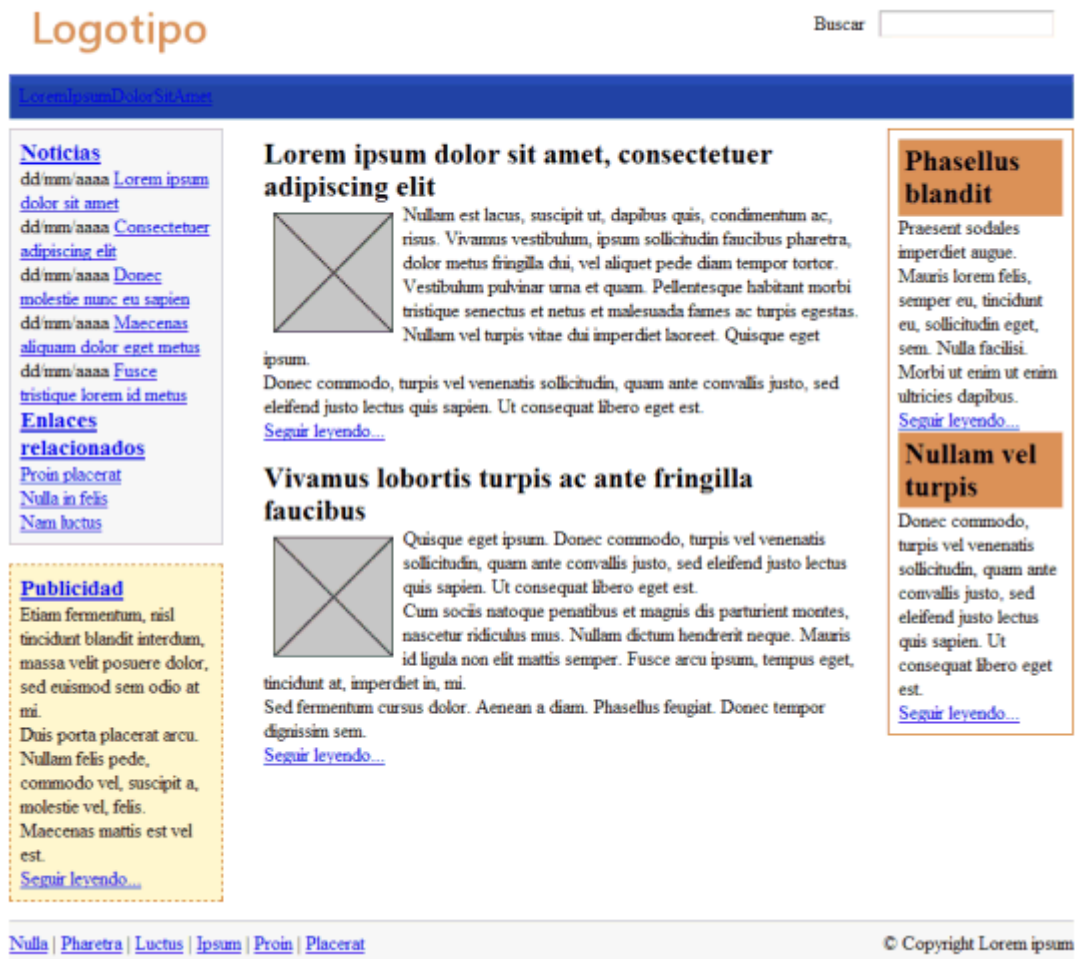 Logotipo
Buscar
LoremIpsumDolorSitAmet
Noticias
dd/mm/aaaa Lorem ipsum
dolor sit amet
dd/mm/aaaa Consectetuer
adipiscing elit
dd/mm/aaaa Donec
molestie nunc eu sapien
dd/mm/aaaa Maecenas
aliquam dolor eget metus
dd/mm/aaaa Fusce
tristique lorem id metus
Enlaces
relacionados
Proin placerat
Nulla in felis
Nam luctus
Publicidad
Etiam fermentum, nisl
tincidunt blandit interdum,
massa velit posuere dolor,
sed euismod sem odio at
mi.
Duis porta placerat arcu.
Nullam felis pede,
commodo vel, suscipit a,
molestie vel, felis.
Maecenas mattis est vel
est.
Seguir leyendo...
Lorem ipsum dolor sit amet, consectetuer
adipiscing elit
Nullam est lacus, suscipit ut, dapibus quis, condimentum ac,
risus. Vivamus vestibulum, ipsum sollicitudin faucibus pharetra,
dolor metus fringilla dui, vel aliquet pede diam tempor tortor.
Vestibulum pulvinar urna et quam. Pellentesque habitant morbi
tristique senectus et netus et malesuada fames ac turpis egestas.
Nullam vel turpis vitae dui imperdiet laoreet. Quisque eget
ipsum.
Donec commodo, turpis vel venenatis sollicitudin, quam ante convallis justo, sed
eleifend justo lectus quis sapien. Ut consequat libero eget est.
Seguir leyendo...
Vivamus lobortis turpis ac ante fringilla
faucibus
Quisque eget ipsum. Donec commodo, turpis vel venenatis
sollicitudin, quam ante convallis justo, sed eleifend justo lectus
quis sapien. Ut consequat libero eget est.
Cum sociis natoque penatibus et magnis dis parturient montes,
nascetur ridiculus mus. Nullam dictum hendrerit neque. Mauris
id ligula non elit mattis semper. Fusce arcu ipsum, tempus eget,
tincidunt at, imperdiet in, mi.
Sed fermentum cursus dolor. Aenean a diam. Phasellus feugiat. Donec tempor
dignissim sem.
Seguir leyendo...
Phasellus
blandit
Praesent sodales
imperdiet augue.
Mauris lorem felis,
semper eu, tincidunt
eu, sollicitudin eget,
sem. Nulla facilisi.
Morbi ut enim ut enim
ultricies dapibus.
Seguir leyendo...
Nullam vel
turpis
Donec commodo,
turpis vel venenatis
sollicitudin, quam ante
convallis justo, sed
eleifend justo lectus
quis sapien. Ut
consequat libero eget
est.
Seguir leyendo...
Nulla | Pharetra | Luctus | Ipsum | Proin | Placerat
© Copyright Lorem ipsum